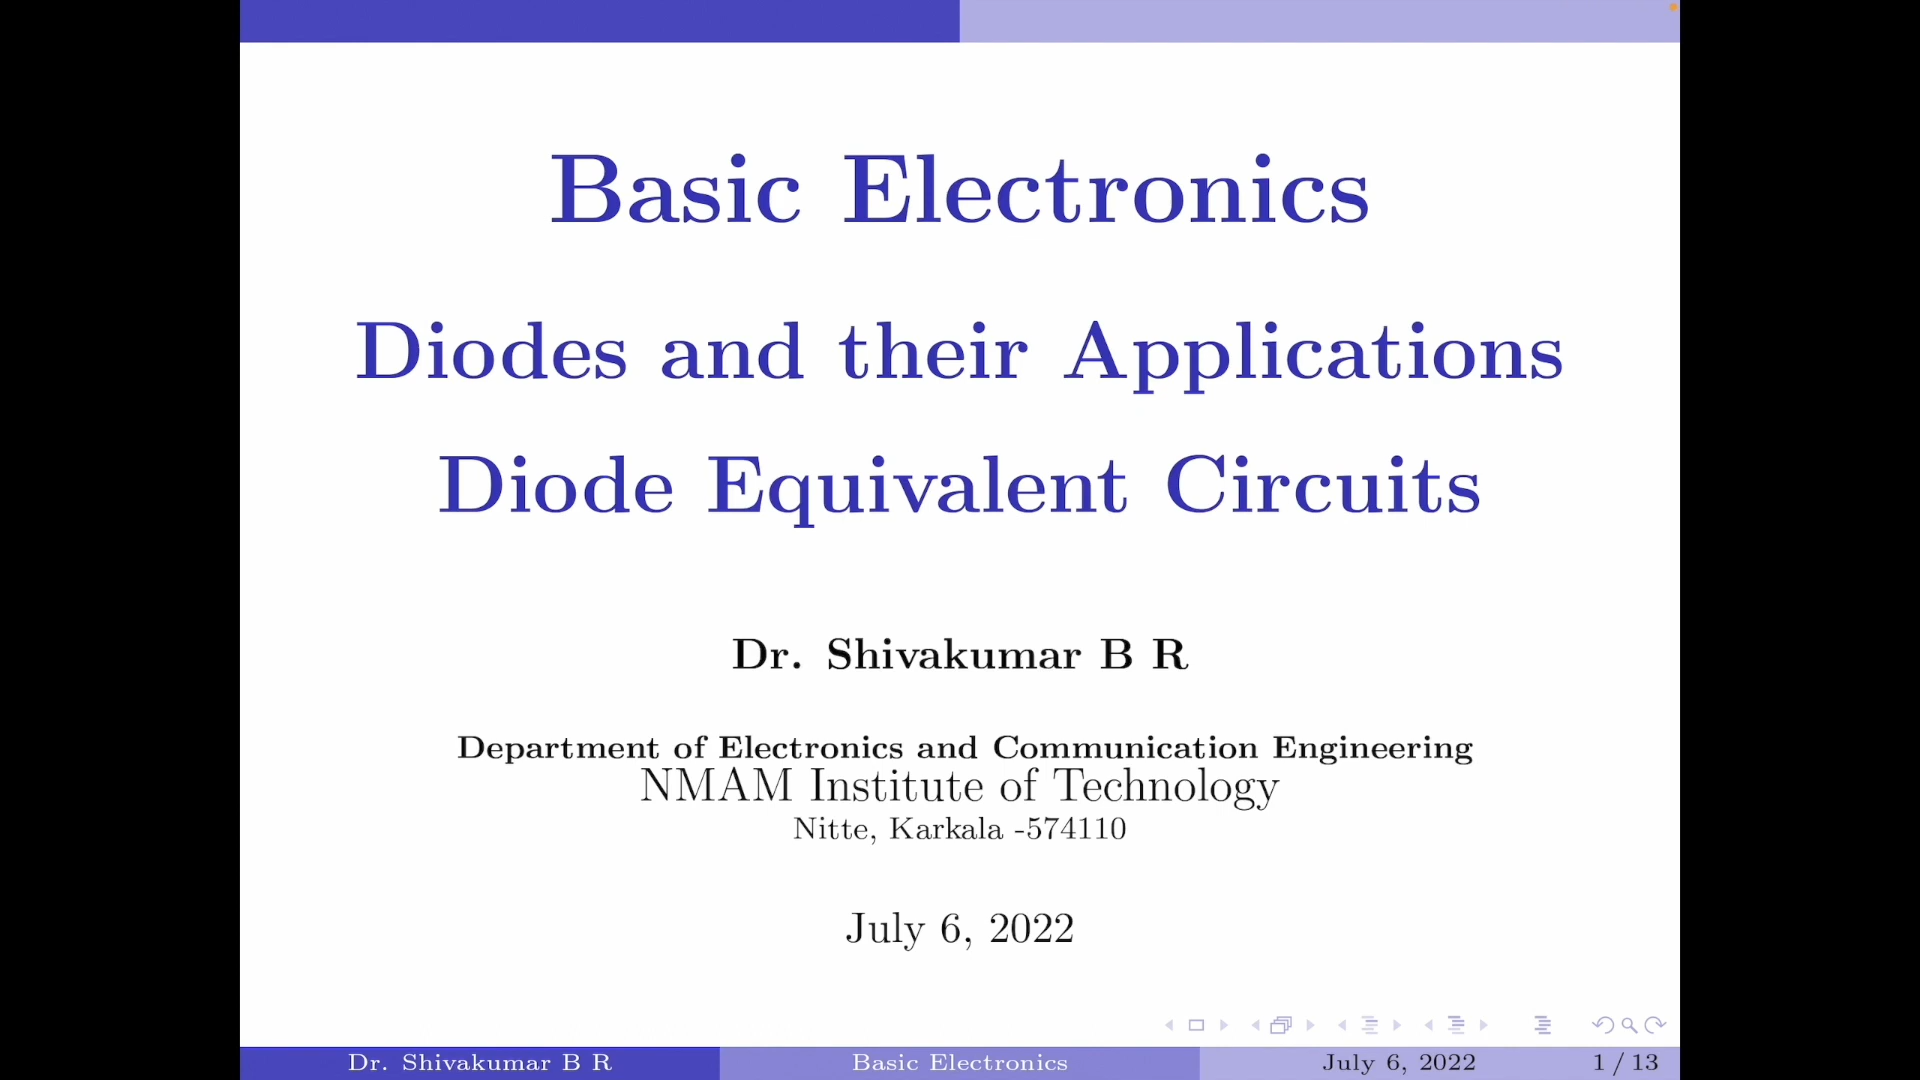 Basic Electronics
Diodes and their Applications
Diode Equivalent Circuits
Dr. Shivakumar B R
Department of Electronics and Communication Engineering
NMAM Institute of Technology
Nitte, Karkala -574110
July 6, 2022
Dr. Shivakumar B R Basic Electronics July 6, 2022 1 / 13